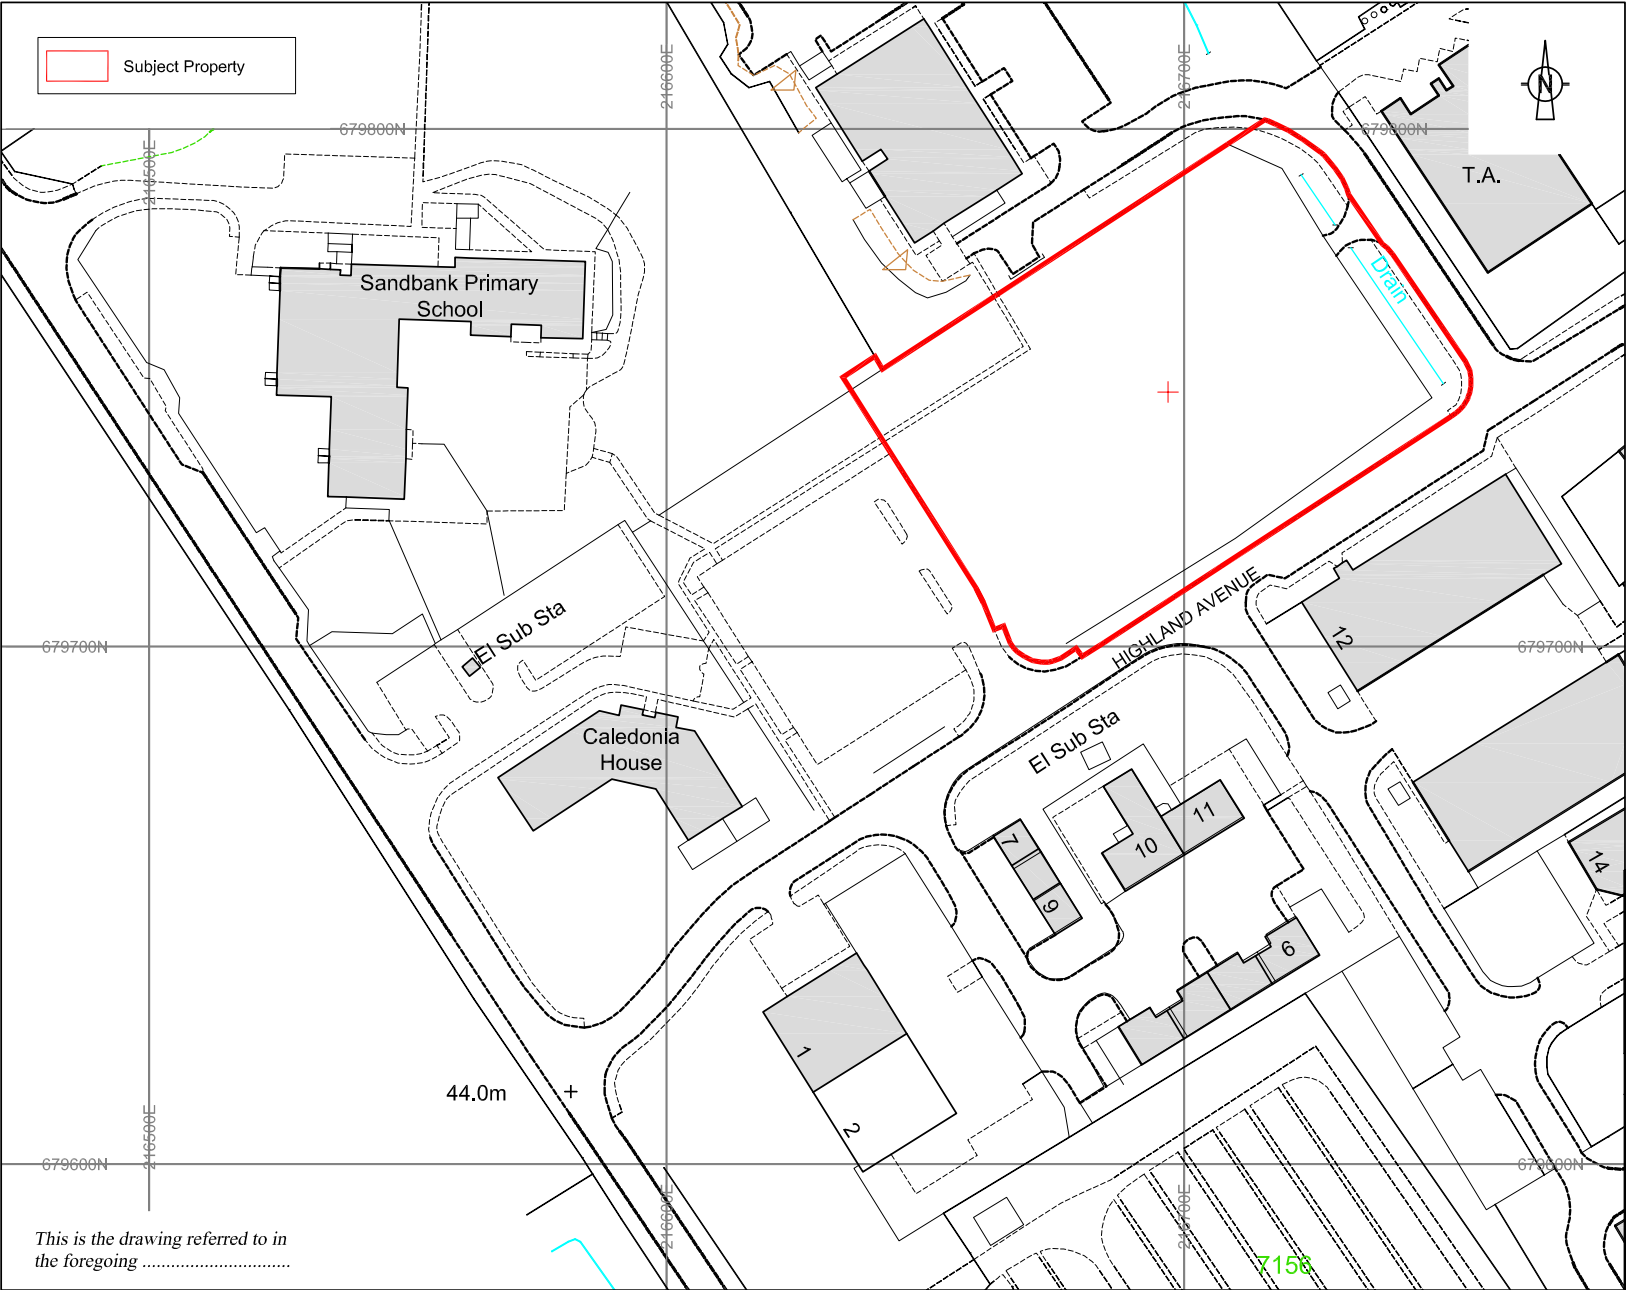 Subject Property
216600E
216700E
N
679800N
679800N
216500E
T.A.
Sandbank Primary
School
Drain
HIGHLAND AVENUE
El Sub Sta
12
679700N
679700N
El Sub Sta
Caledonia
House
7
11
10
14
9
6
1
44.0m
2
216500E
679600N
679600N
216600E
216700E
This is the drawing referred to in
the foregoing ...............................
7156